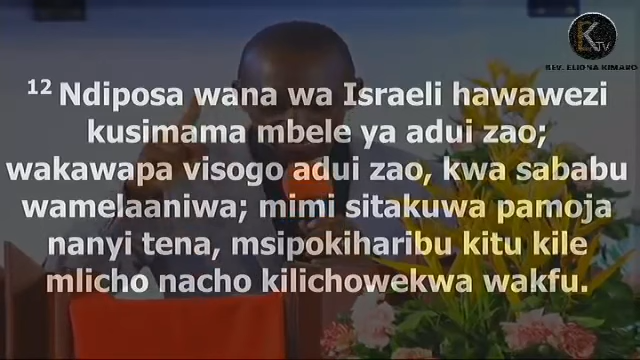 TV
REV. ELIONA KIMARO
12 Ndiposa wana wa Israeli hawawezi
kusimama mbele ya adui zao;
wakawapa visogo adui zao, kwa sababu
wamelaaniwa; mimi sitakuwa pamoja
nanyi tena, msipokiharibu kitu kile
mlicho nacho kilichowekwa wakfu.